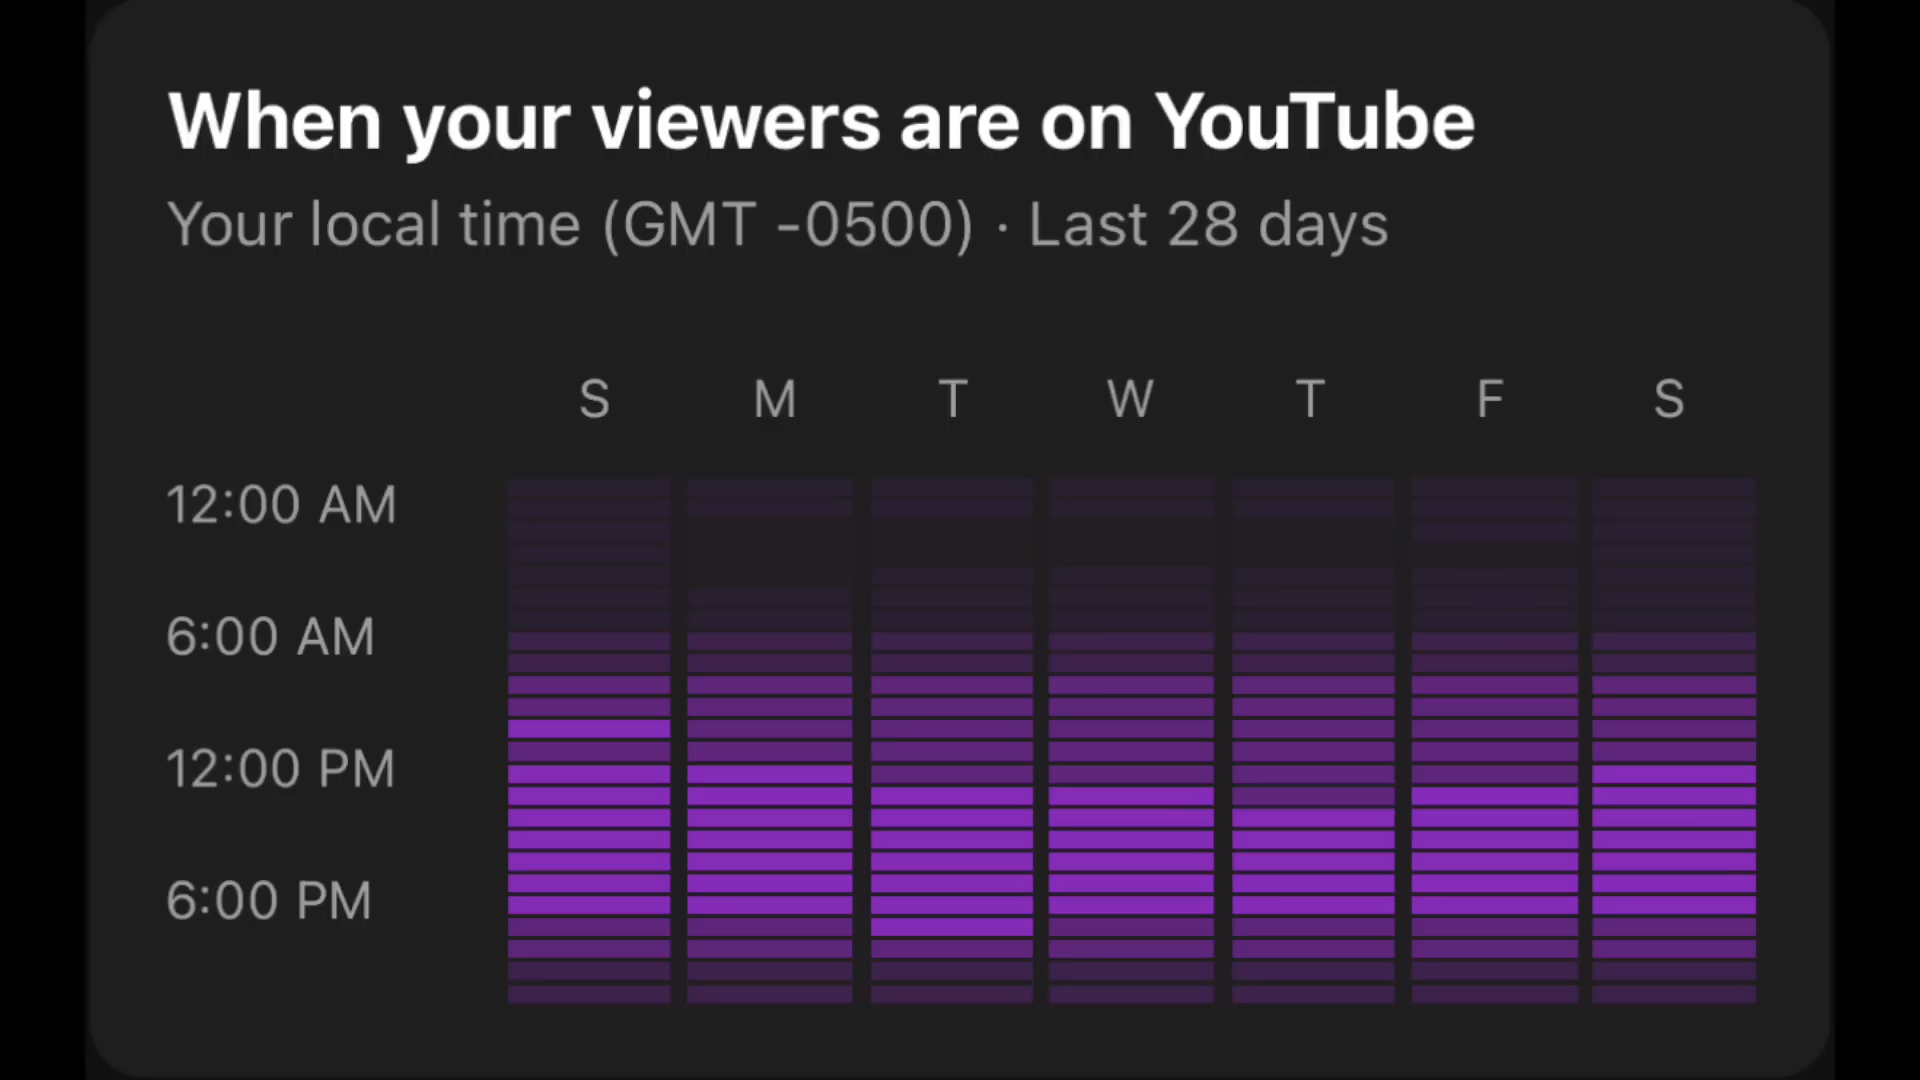 When your viewers are on YouTube
Your local time (GMT -0500) · Last 28 days
S M T W T F S
12:00 AM
6:00 AM
12:00 PM
6:00 PM